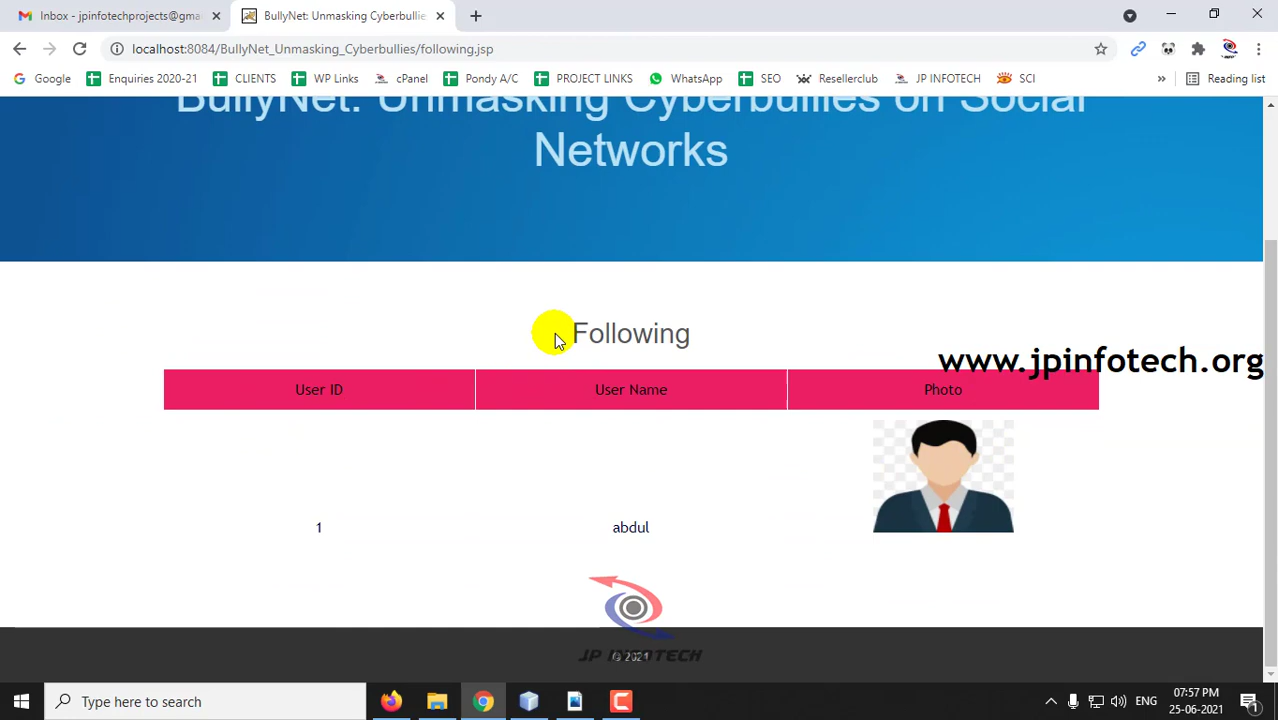 Inbox - jpinfotechprojects@gma
BullyNet: Unmasking Cyberbullie
localhost:8084/BullyNet_Unmasking_Cyberbullies/following.jsp
Google Enquiries 2020-21 CLIENTS WP Links cPanel Pondy A/C PROJECT LINKS WhatsApp SEO Resellerclub JP INFOTECH SCI » Reading list
BullyNet: Unmasking Cyberbullies on Social
Networks
Following
www.jpinfotech.org
User ID User Name Photo
1 abdul
JP INFOTECH
© 2021
Type here to search
ENG
07:57 PM
25-06-2021
1